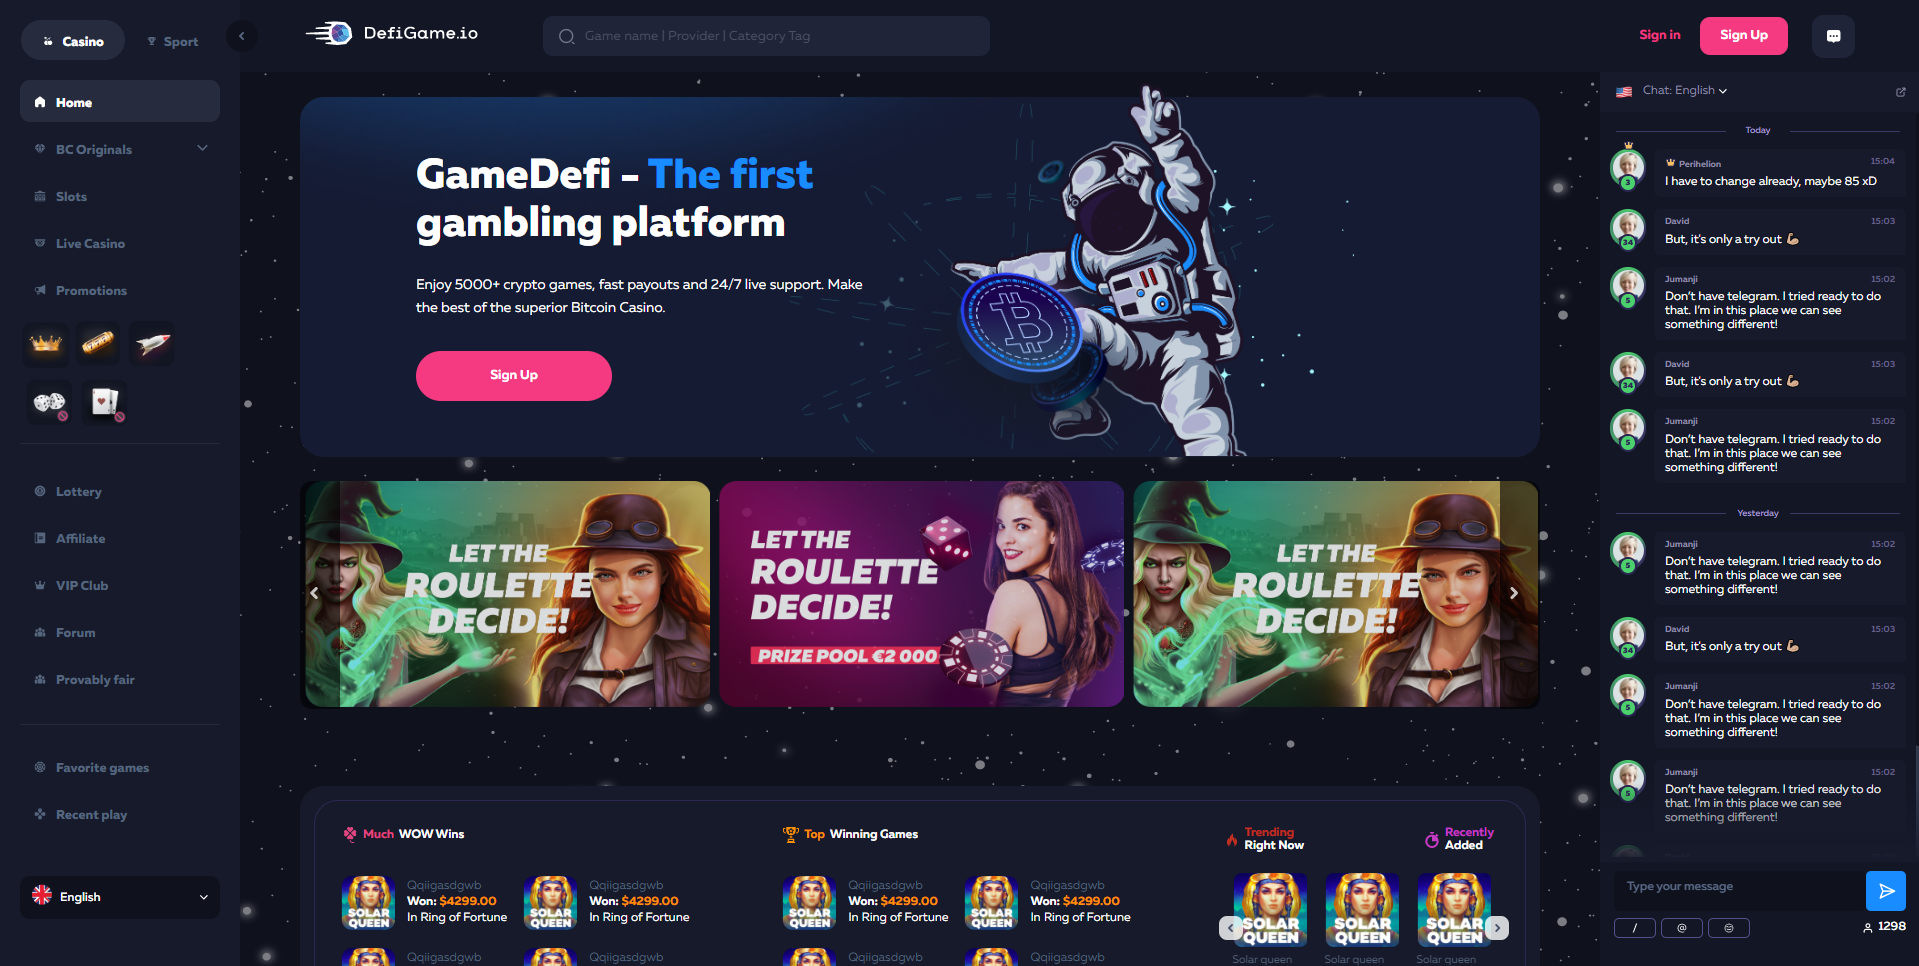 Casino
Sport
DefiGame.io
Game name | Provider | Category Tag
Sign in
Sign Up
Home
BC Originals
Slots
Live Casino
Promotions
Lottery
Affiliate
VIP Club
Forum
Provably fair
Favorite games
Recent play
English
GameDefi - The first
gambling platform
Enjoy 5000+ crypto games, fast payouts and 24/7 live support. Make
the best of the superior Bitcoin Casino.
Sign Up
LET THE
ROULETTE
DECIDE!
LET THE
ROULETTE
DECIDE!
PRIZE POOL €2 000
LET THE
ROULETTE
DECIDE!
Much WOW Wins
Qqiigasdgwb
Won: $4299.00
In Ring of Fortune
SOLAR
QUEEN
Qqiigasdgwb
Won: $4299.00
In Ring of Fortune
SOLAR
QUEEN
Qqiigasdgwb
Qqiigasdgwb
Top Winning Games
Qqiigasdgwb
Won: $4299.00
In Ring of Fortune
SOLAR
QUEEN
Qqiigasdgwb
Won: $4299.00
In Ring of Fortune
SOLAR
QUEEN
Qqiigasdgwb
Qqiigasdgwb
Trending
Right Now
Recently
Added
SOLAR
QUEEN
Solar queen
SOLAR
QUEEN
Solar queen
SOLAR
QUEEN
Solar queen
Chat: English
Today
Perihelion 15:04
3
I have to change already, maybe 85 xD
David 15:03
34
But, it's only a try out 💪🏽
Jumanji 15:02
5
Don't have telegram. I tried ready to do
that. I'm in this place we can see
something different!
David 15:03
34
But, it's only a try out 💪🏽
Jumanji 15:02
5
Don't have telegram. I tried ready to do
that. I'm in this place we can see
something different!
Yesterday
Jumanji 15:02
5
Don't have telegram. I tried ready to do
that. I'm in this place we can see
something different!
David 15:03
34
But, it's only a try out 💪🏽
Jumanji 15:02
5
Don't have telegram. I tried ready to do
that. I'm in this place we can see
something different!
Jumanji 15:02
5
Don't have telegram. I tried ready to do
that. I'm in this place we can see
something different!
Type your message
/
@
1298